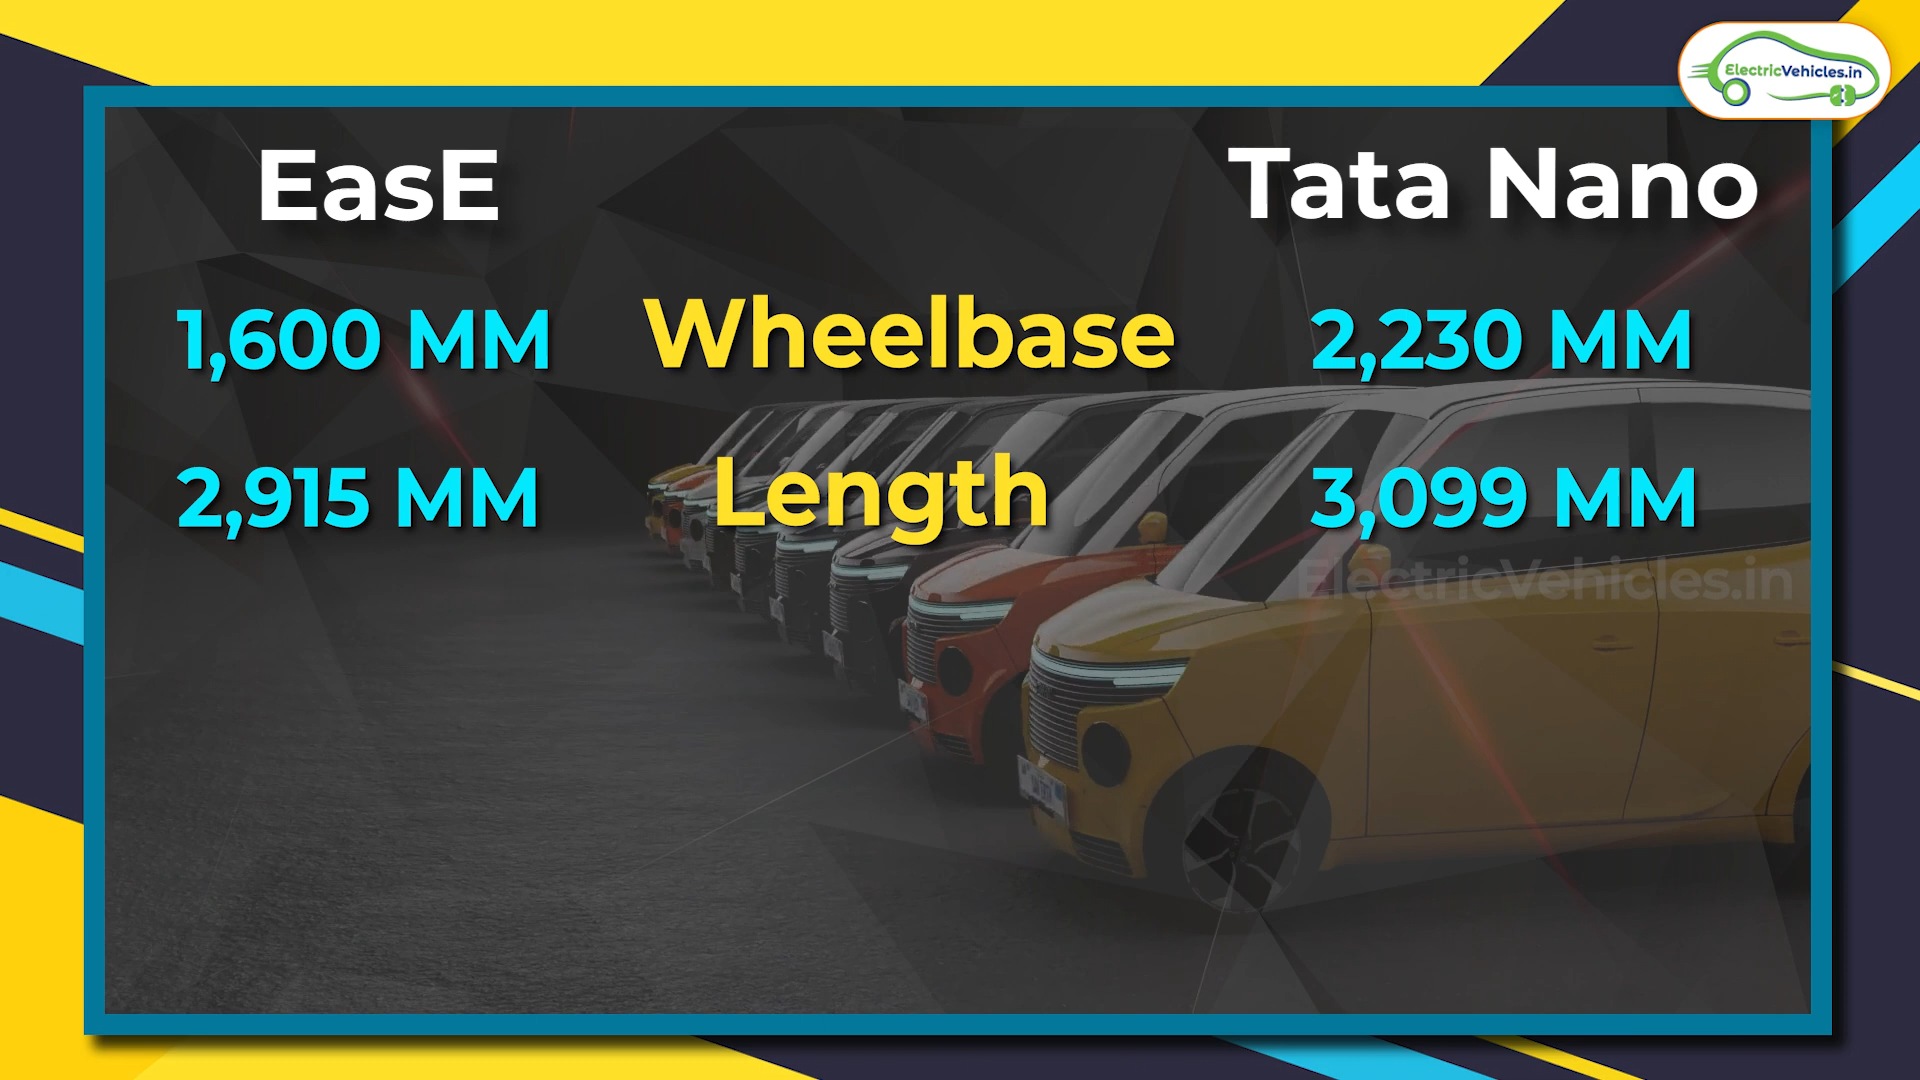 ElectricVehicles.in
EasE Tata Nano
1,600 MM Wheelbase 2,230 MM
2,915 MM Length 3,099 MM
ElectricVehicles.in